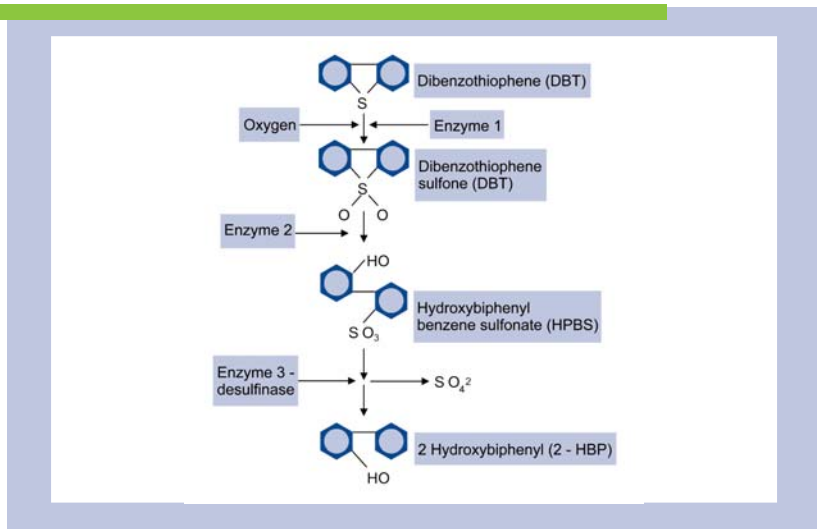 Dibenzothiophene (DBT)
S
Oxygen
Enzyme 1
Dibenzothiophene
sulfone (DBT)
S
O O
Enzyme 2
HO
Hydroxybiphenyl
benzene sulfonate (HPBS)
S O₃
Enzyme 3 -
desulfinase
S O₄²
2 Hydroxybiphenyl (2 - HBP)
HO